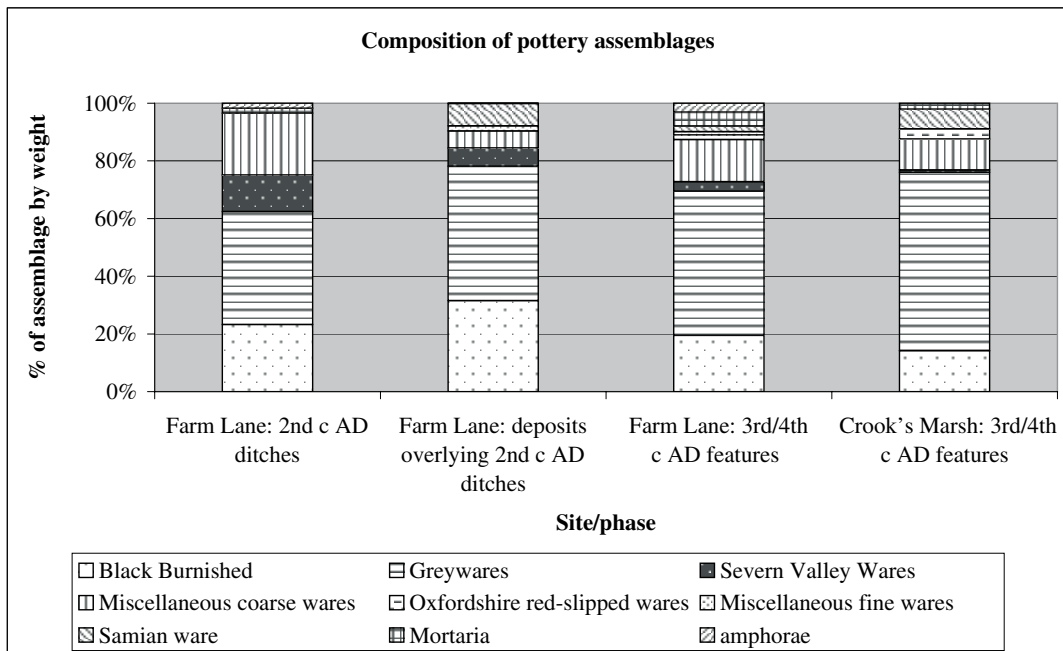 Composition of pottery assemblages
100%
80%
60%
40%
20%
0%
% of assemblage by weight
Farm Lane: 2nd c AD
ditches
Farm Lane: deposits
overlying 2nd c AD
ditches
Farm Lane: 3rd/4th
c AD features
Crook’s Marsh: 3rd/4th
c AD features
Site/phase
Black Burnished
Greywares
Severn Valley Wares
Miscellaneous coarse wares
Oxfordshire red-slipped wares
Miscellaneous fine wares
Samian ware
Mortaria
amphorae